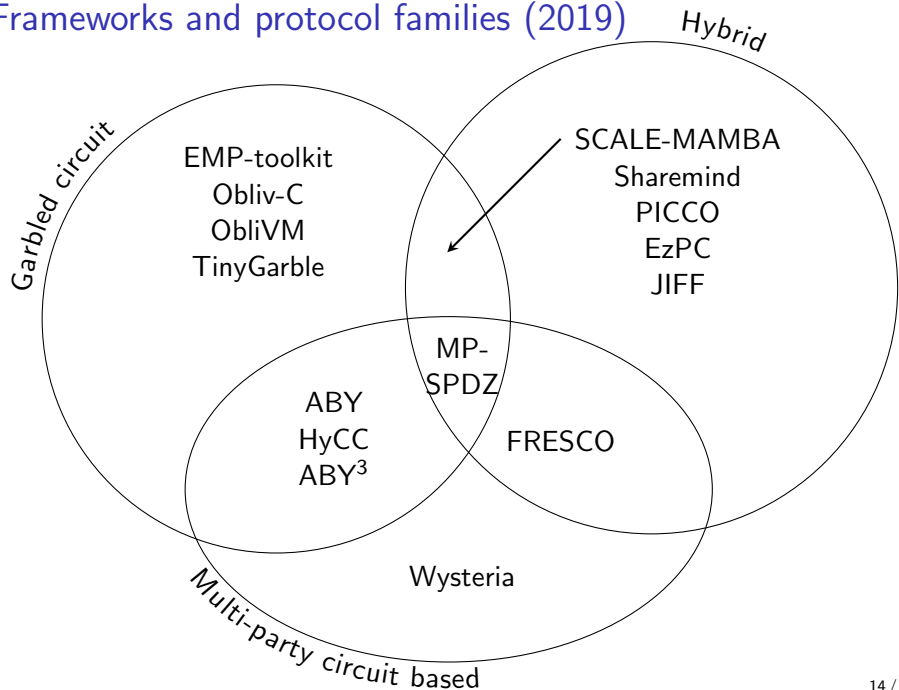 Frameworks and protocol families (2019)
Hybrid
Garbled circuit
EMP-toolkit
Obliv-C
ObliVM
TinyGarble
SCALE-MAMBA
Sharemind
PICCO
EzPC
JIFF
MP-
SPDZ
ABY
HyCC
ABY³
FRESCO
Wysteria
Multi-party circuit based
14 /